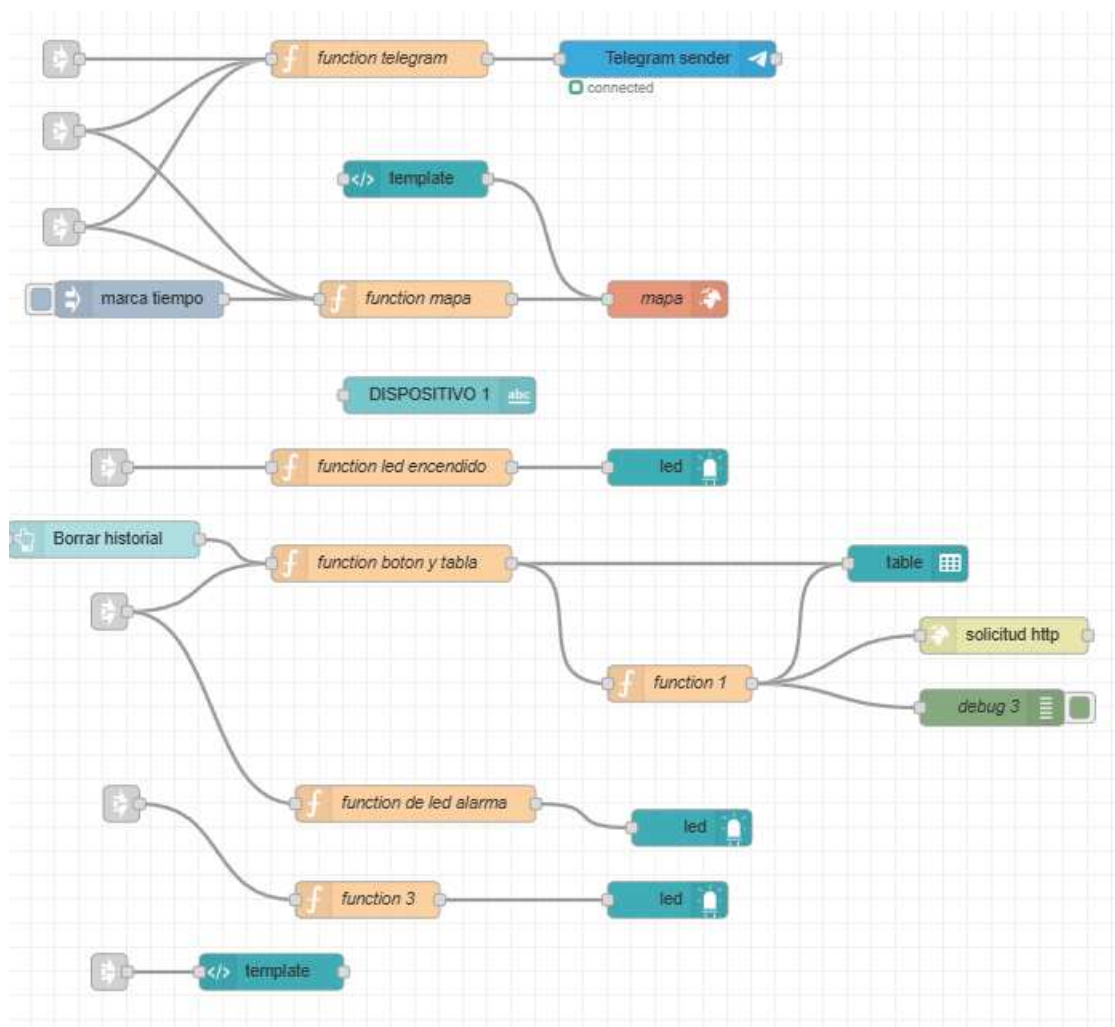 function telegram
Telegram sender
connected
</> template
marca tiempo
function mapa
mapa
DISPOSITIVO 1
abc
function led encendido
led
Borrar historial
function boton y tabla
table
solicitud http
function 1
debug 3
function de led alarma
led
function 3
led
</> template